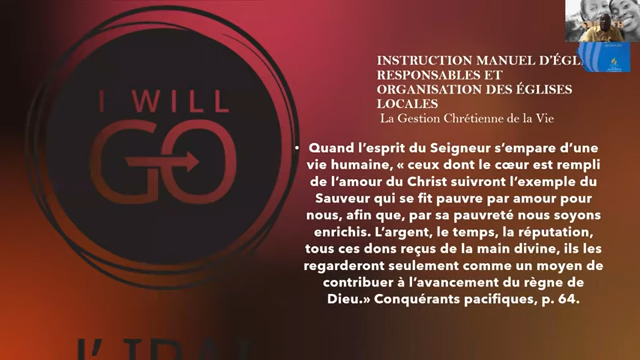 I WILL
GO
INSTRUCTION MANUEL D'ÉGL
RESPONSABLES ET
ORGANISATION DES ÉGLISES
LOCALES
La Gestion Chrétienne de la Vie
• Quand l'esprit du Seigneur s'empare d'une
vie humaine, « ceux dont le cœur est rempli
de l'amour du Christ suivront l'exemple du
Sauveur qui se fit pauvre par amour pour
nous, afin que, par sa pauvreté nous soyons
enrichis. L'argent, le temps, la réputation,
tous ces dons reçus de la main divine, ils les
regarderont seulement comme un moyen de
contribuer à l'avancement du règne de
Dieu.» Conquérants pacifiques, p. 64.
J' IRAI